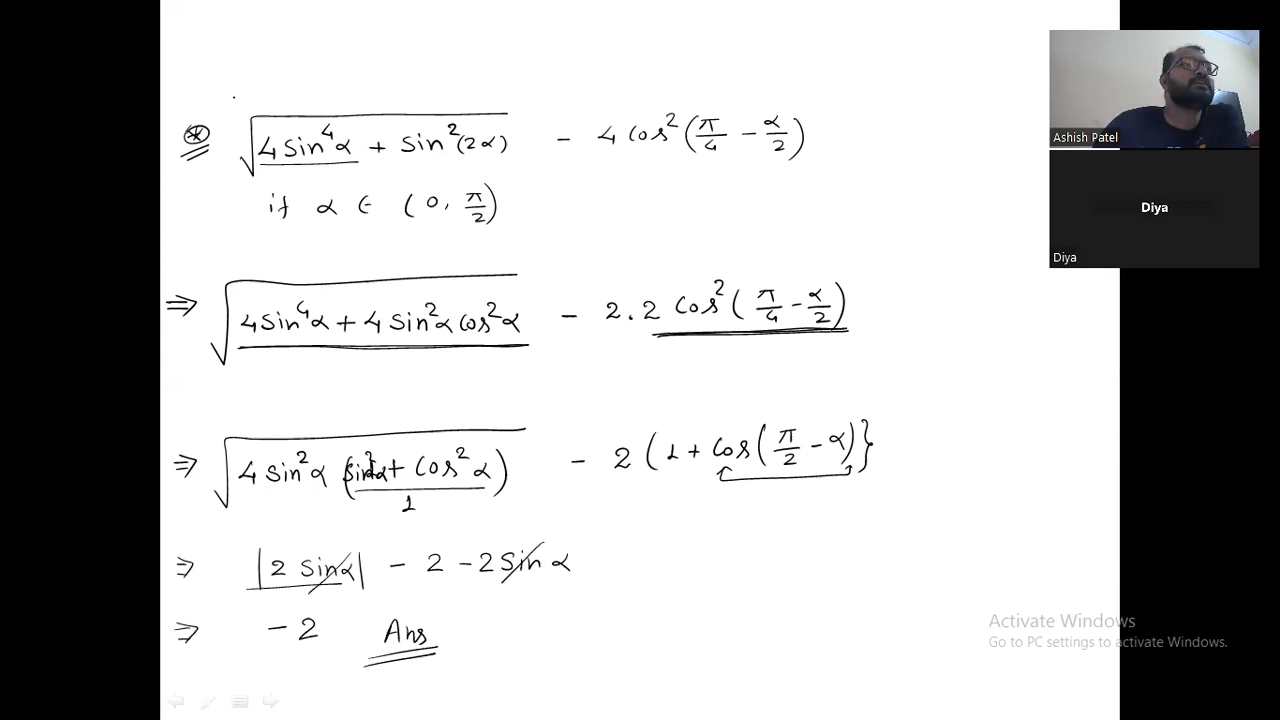 √(4 Sin⁴α + Sin²(2α)) - 4 Cos²(π/4 - α/2)
if α ∈ (0, π/2)
⇒ √(4 Sin⁴α + 4 Sin²α Cos²α) - 2.2 Cos²(π/4 - α/2)
⇒ √(4 Sin²α (Sin²α + Cos²α)) - 2 (1 + Cos(π/2 - α)}
1
⇒ |2 Sinα| - 2 - 2 Sin α
⇒ -2 Ans
Ashish Patel
Diya
Diya
Activate Windows
Go to PC settings to activate Windows.